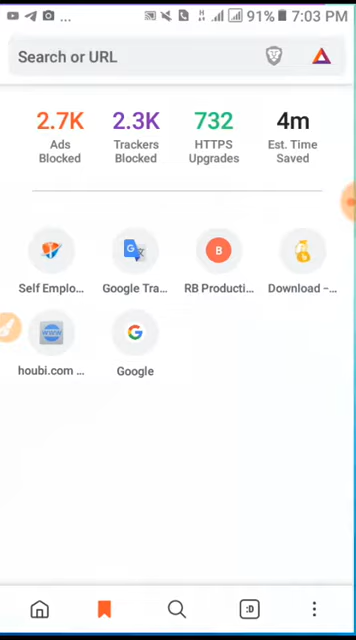 ... 91% 7:03 PM
Search or URL
2.7K 2.3K 732 4m
Ads Trackers HTTPS Est. Time
Blocked Blocked Upgrades Saved
Self Emplo... Google Tra... RB Producti... Download –...
houbi.com ... Google
:D